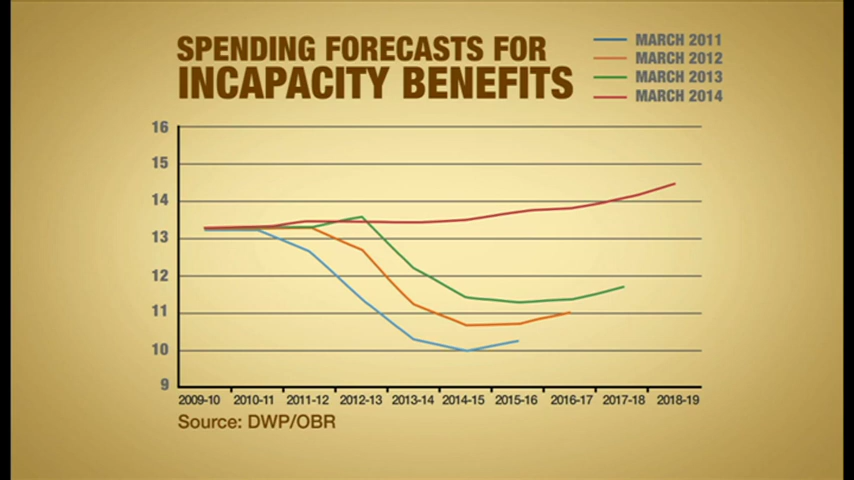 SPENDING FORECASTS FOR
INCAPACITY BENEFITS
MARCH 2011
MARCH 2012
MARCH 2013
MARCH 2014
16
15
14
13
12
11
10
9
2009-10 2010-11 2011-12 2012-13 2013-14 2014-15 2015-16 2016-17 2017-18 2018-19
Source: DWP/OBR